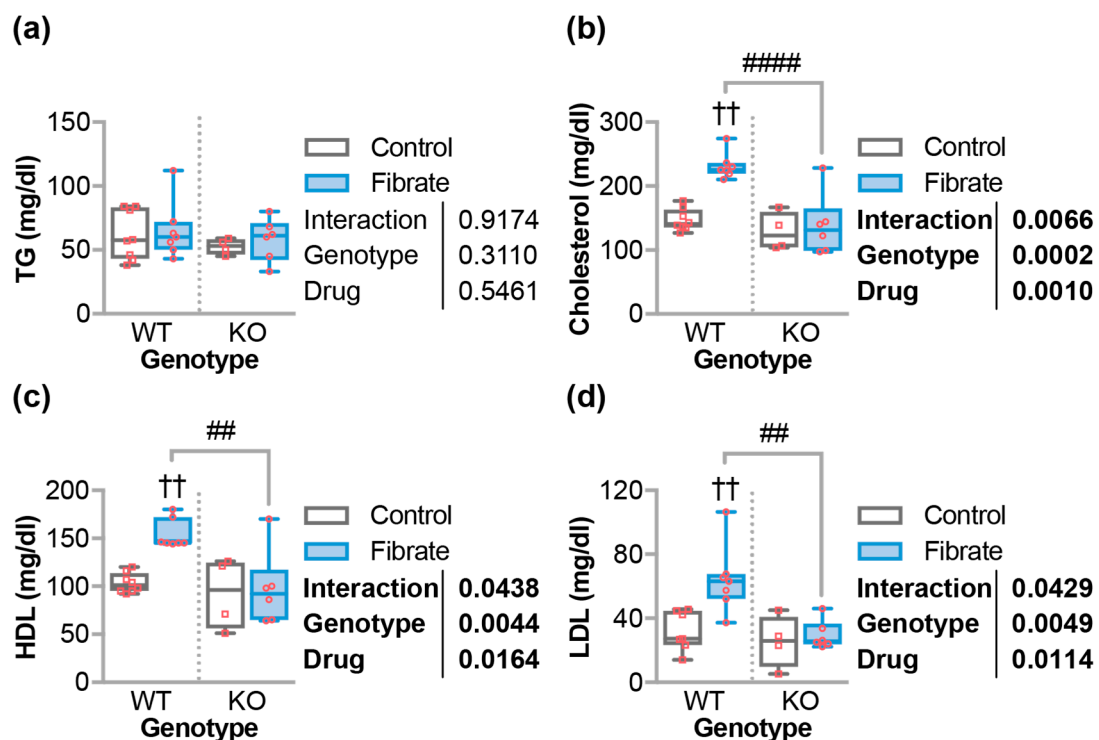 (a)
TG (mg/dl)
150
100
50
0
WT KO
Genotype
Control
Fibrate
Interaction 0.9174
Genotype 0.3110
Drug 0.5461
(b)
####
††
Cholesterol (mg/dl)
300
200
100
0
WT KO
Genotype
Control
Fibrate
Interaction 0.0066
Genotype 0.0002
Drug 0.0010
(c)
##
††
HDL (mg/dl)
200
150
100
50
0
WT KO
Genotype
Control
Fibrate
Interaction 0.0438
Genotype 0.0044
Drug 0.0164
(d)
##
††
LDL (mg/dl)
120
80
40
0
WT KO
Genotype
Control
Fibrate
Interaction 0.0429
Genotype 0.0049
Drug 0.0114